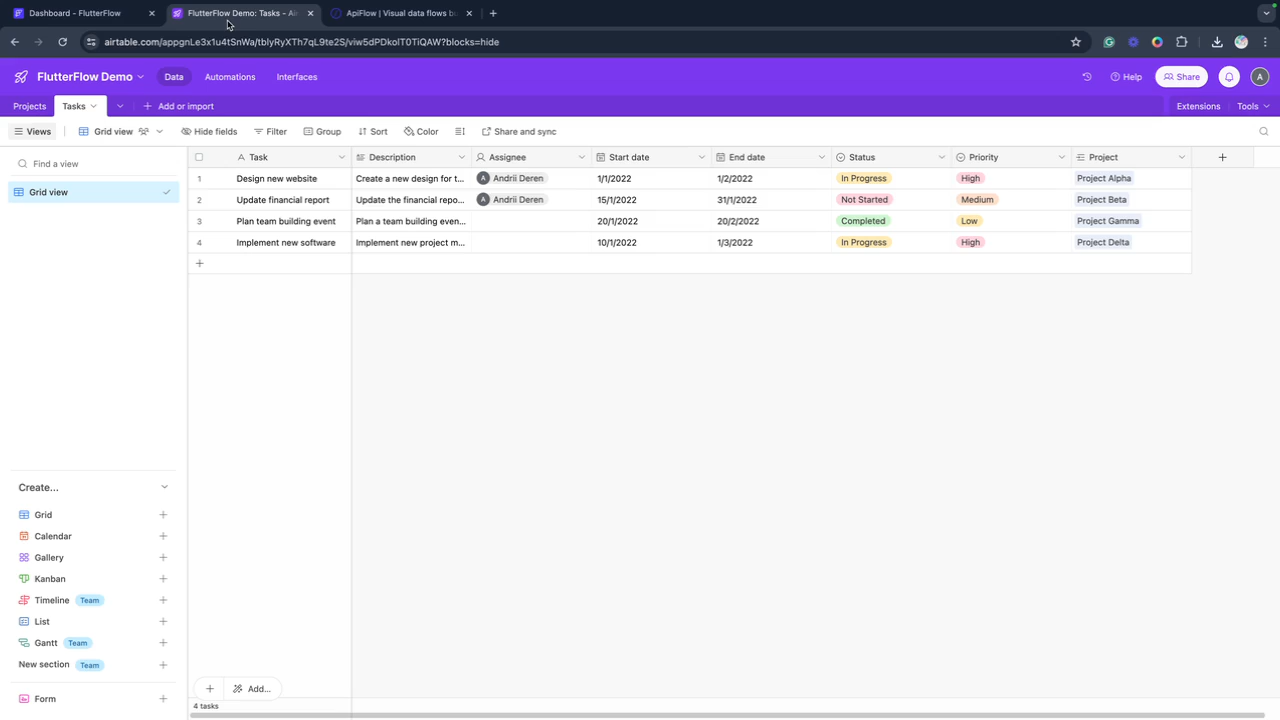 Dashboard - FlutterFlow
FlutterFlow Demo: Tasks - Air
ApiFlow | Visual data flows bu
airtable.com/appgnLe3x1u4tSnWa/tblyRyXTh7qL9te2S/viw5dPDkolT0TiQAW?blocks=hide
FlutterFlow Demo Data Automations Interfaces Help Share A
Projects Tasks Add or import Extensions Tools
Views Grid view Hide fields Filter Group Sort Color Share and sync
Find a view
Grid view
Task Description Assignee Start date End date Status Priority Project
1 Design new website Create a new design for t... A Andrii Deren 1/1/2022 1/2/2022 In Progress High Project Alpha
2 Update financial report Update the financial repo... A Andrii Deren 15/1/2022 31/1/2022 Not Started Medium Project Beta
3 Plan team building event Plan a team building even... 20/1/2022 20/2/2022 Completed Low Project Gamma
4 Implement new software Implement new project m... 10/1/2022 1/3/2022 In Progress High Project Delta
Create...
Grid
Calendar
Gallery
Kanban
Timeline Team
List
Gantt Team
New section Team
Form
Add...
4 tasks